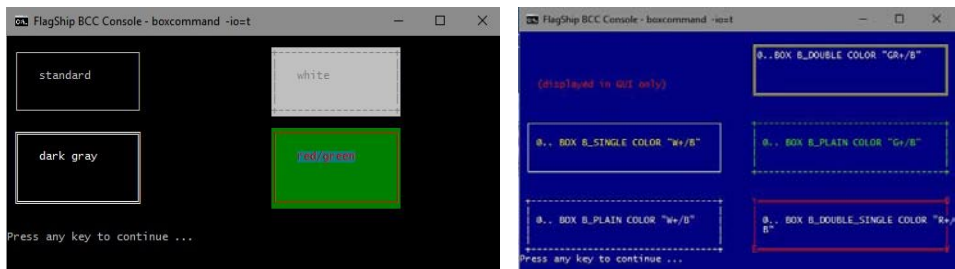 FlagShip BCC Console - boxcommand -io=t
standard
white
dark gray
red/green
Press any key to continue ...
FlagShip BCC Console - boxcommand -io=t
@..BOX B_DOUBLE COLOR "GR+/B"
(displayed in GUI only)
@.. BOX B_SINGLE COLOR "W+/B"
@.. BOX B_PLAIN COLOR "G+/B"
@.. BOX B_PLAIN COLOR "W+/B"
@.. BOX B_DOUBLE_SINGLE COLOR "R+/
B"
Press any key to continue ...